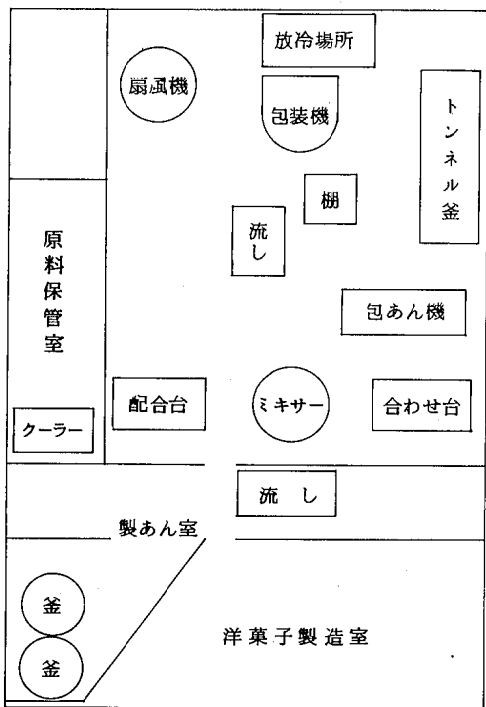 放冷場所
扇風機
包装機
トンネル釜
棚
流し
原料保管室
包あん機
配合台
ミキサー
合わせ台
クーラー
流し
製あん室
釜
釜
洋菓子製造室